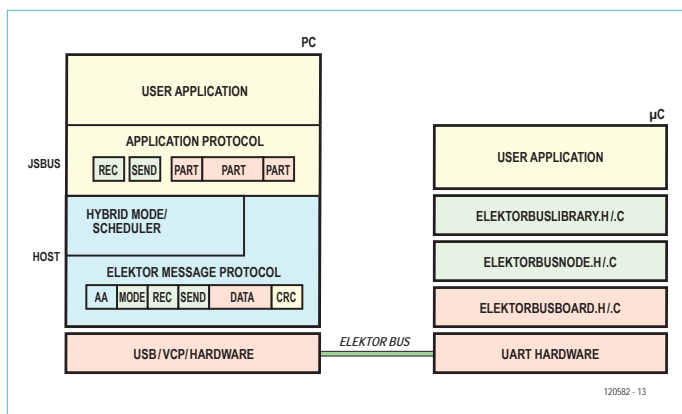 PC
USER APPLICATION
APPLICATION PROTOCOL
JSBUS
REC SEND PART PART PART
HYBRID MODE/
SCHEDULER
HOST
ELEKTOR MESSAGE PROTOCOL
AA MODE REC SEND DATA CRC
USB/VCP/HARDWARE
ELEKTOR BUS
µC
USER APPLICATION
ELEKTORBUSLIBRARY.H/.C
ELEKTORBUSNODE.H/.C
ELEKTORBUSBOARD.H/.C
UART HARDWARE
120582 - 13